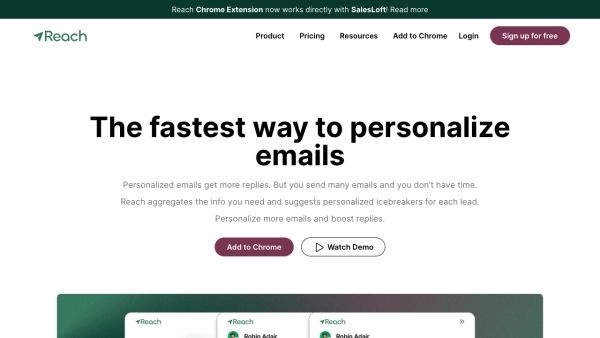 Reach Chrome Extension now works directly with SalesLoft! Read more
Reach
Product Pricing Resources Add to Chrome Login Sign up for free
The fastest way to personalize
emails
Personalized emails get more replies. But you send many emails and you don't have time.
Reach aggregates the info you need and suggests personalized icebreakers for each lead.
Personalize more emails and boost replies.
Add to Chrome Watch Demo
Reach Reach Reach »
Robin Adair Robin Adair